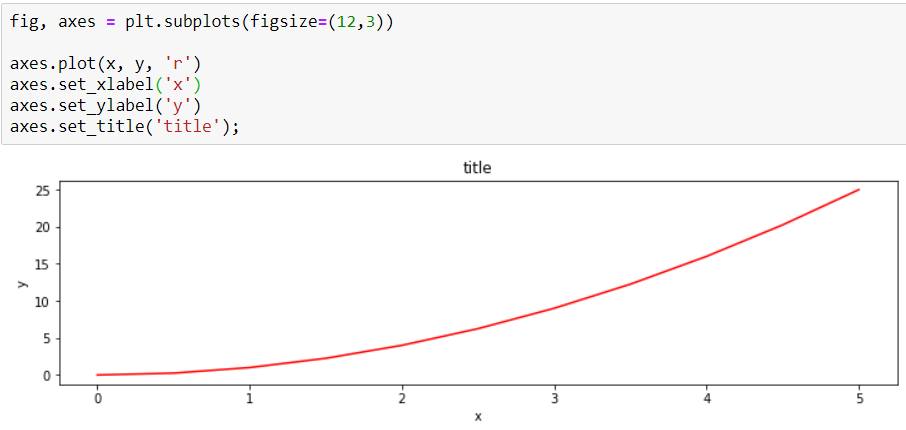 fig, axes = plt.subplots(figsize=(12,3))
axes.plot(x, y, 'r')
axes.set_xlabel('x')
axes.set_ylabel('y')
axes.set_title('title');
title
25
20
15
10
5
0
y
0 1 2 3 4 5
x